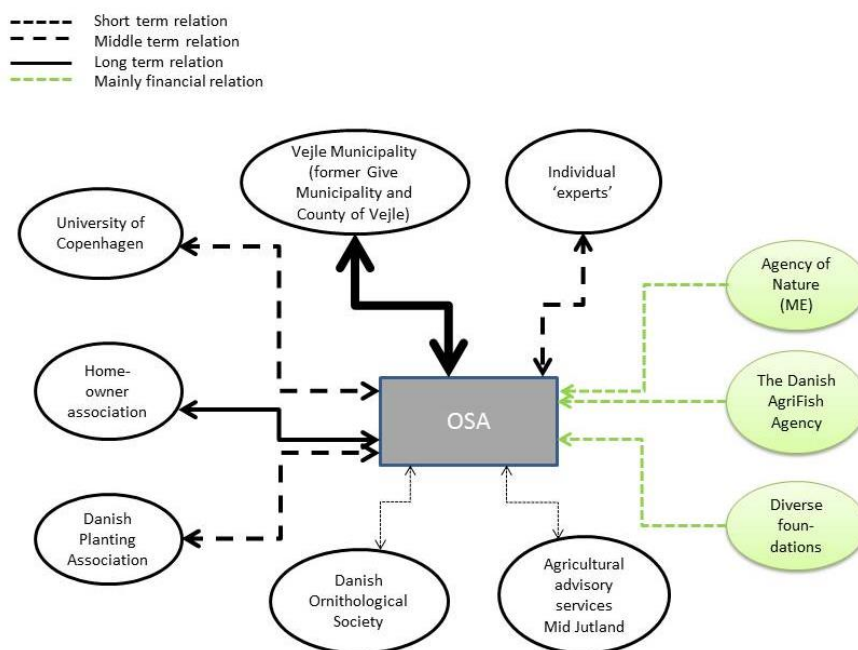 Short term relation
Middle term relation
Long term relation
Mainly financial relation
Vejle Municipality
(former Give
Municipality and
County of Vejle)
Individual
‘experts’
University of
Copenhagen
Agency of
Nature
(ME)
Home-
owner
association
OSA
The Danish
AgriFish
Agency
Danish
Planting
Association
Diverse
foun-
dations
Danish
Ornithological
Society
Agricultural
advisory
services
Mid Jutland